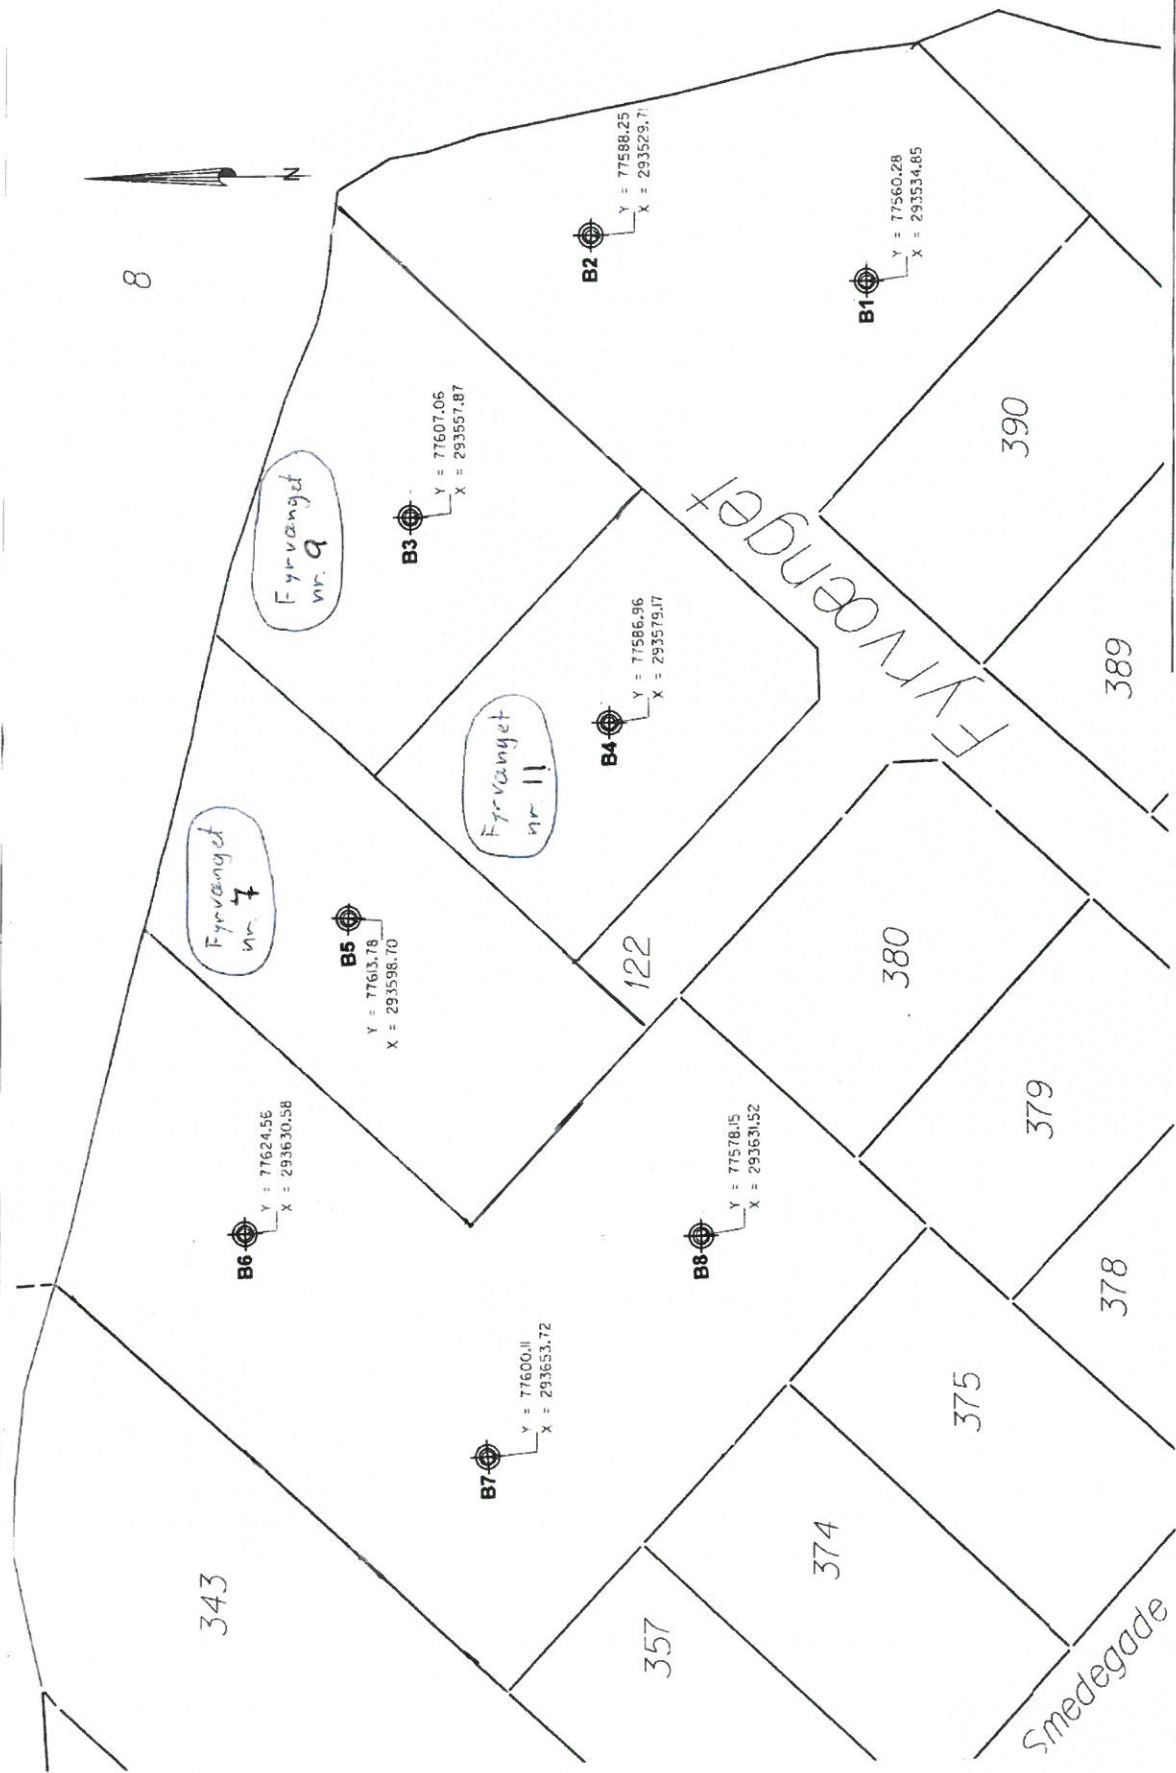 343
357
374
375
378
379
380
389
390
122
8
N
Smedegade
Fyrvænget
B7
Y = 77600.11
X = 293653.72
B6
Y = 77624.56
X = 293630.58
B8
Y = 77578.15
X = 293631.52
B5
Y = 77613.78
X = 293598.70
Fyrvænget
nr. 7
B4
Y = 77586.96
X = 293579.17
Fyrvænget
nr. 11
B3
Y = 77607.06
X = 293557.87
Fyrvænget
nr. 9
B2
Y = 77588.25
X = 293529.71
B1
Y = 77560.28
X = 293534.85